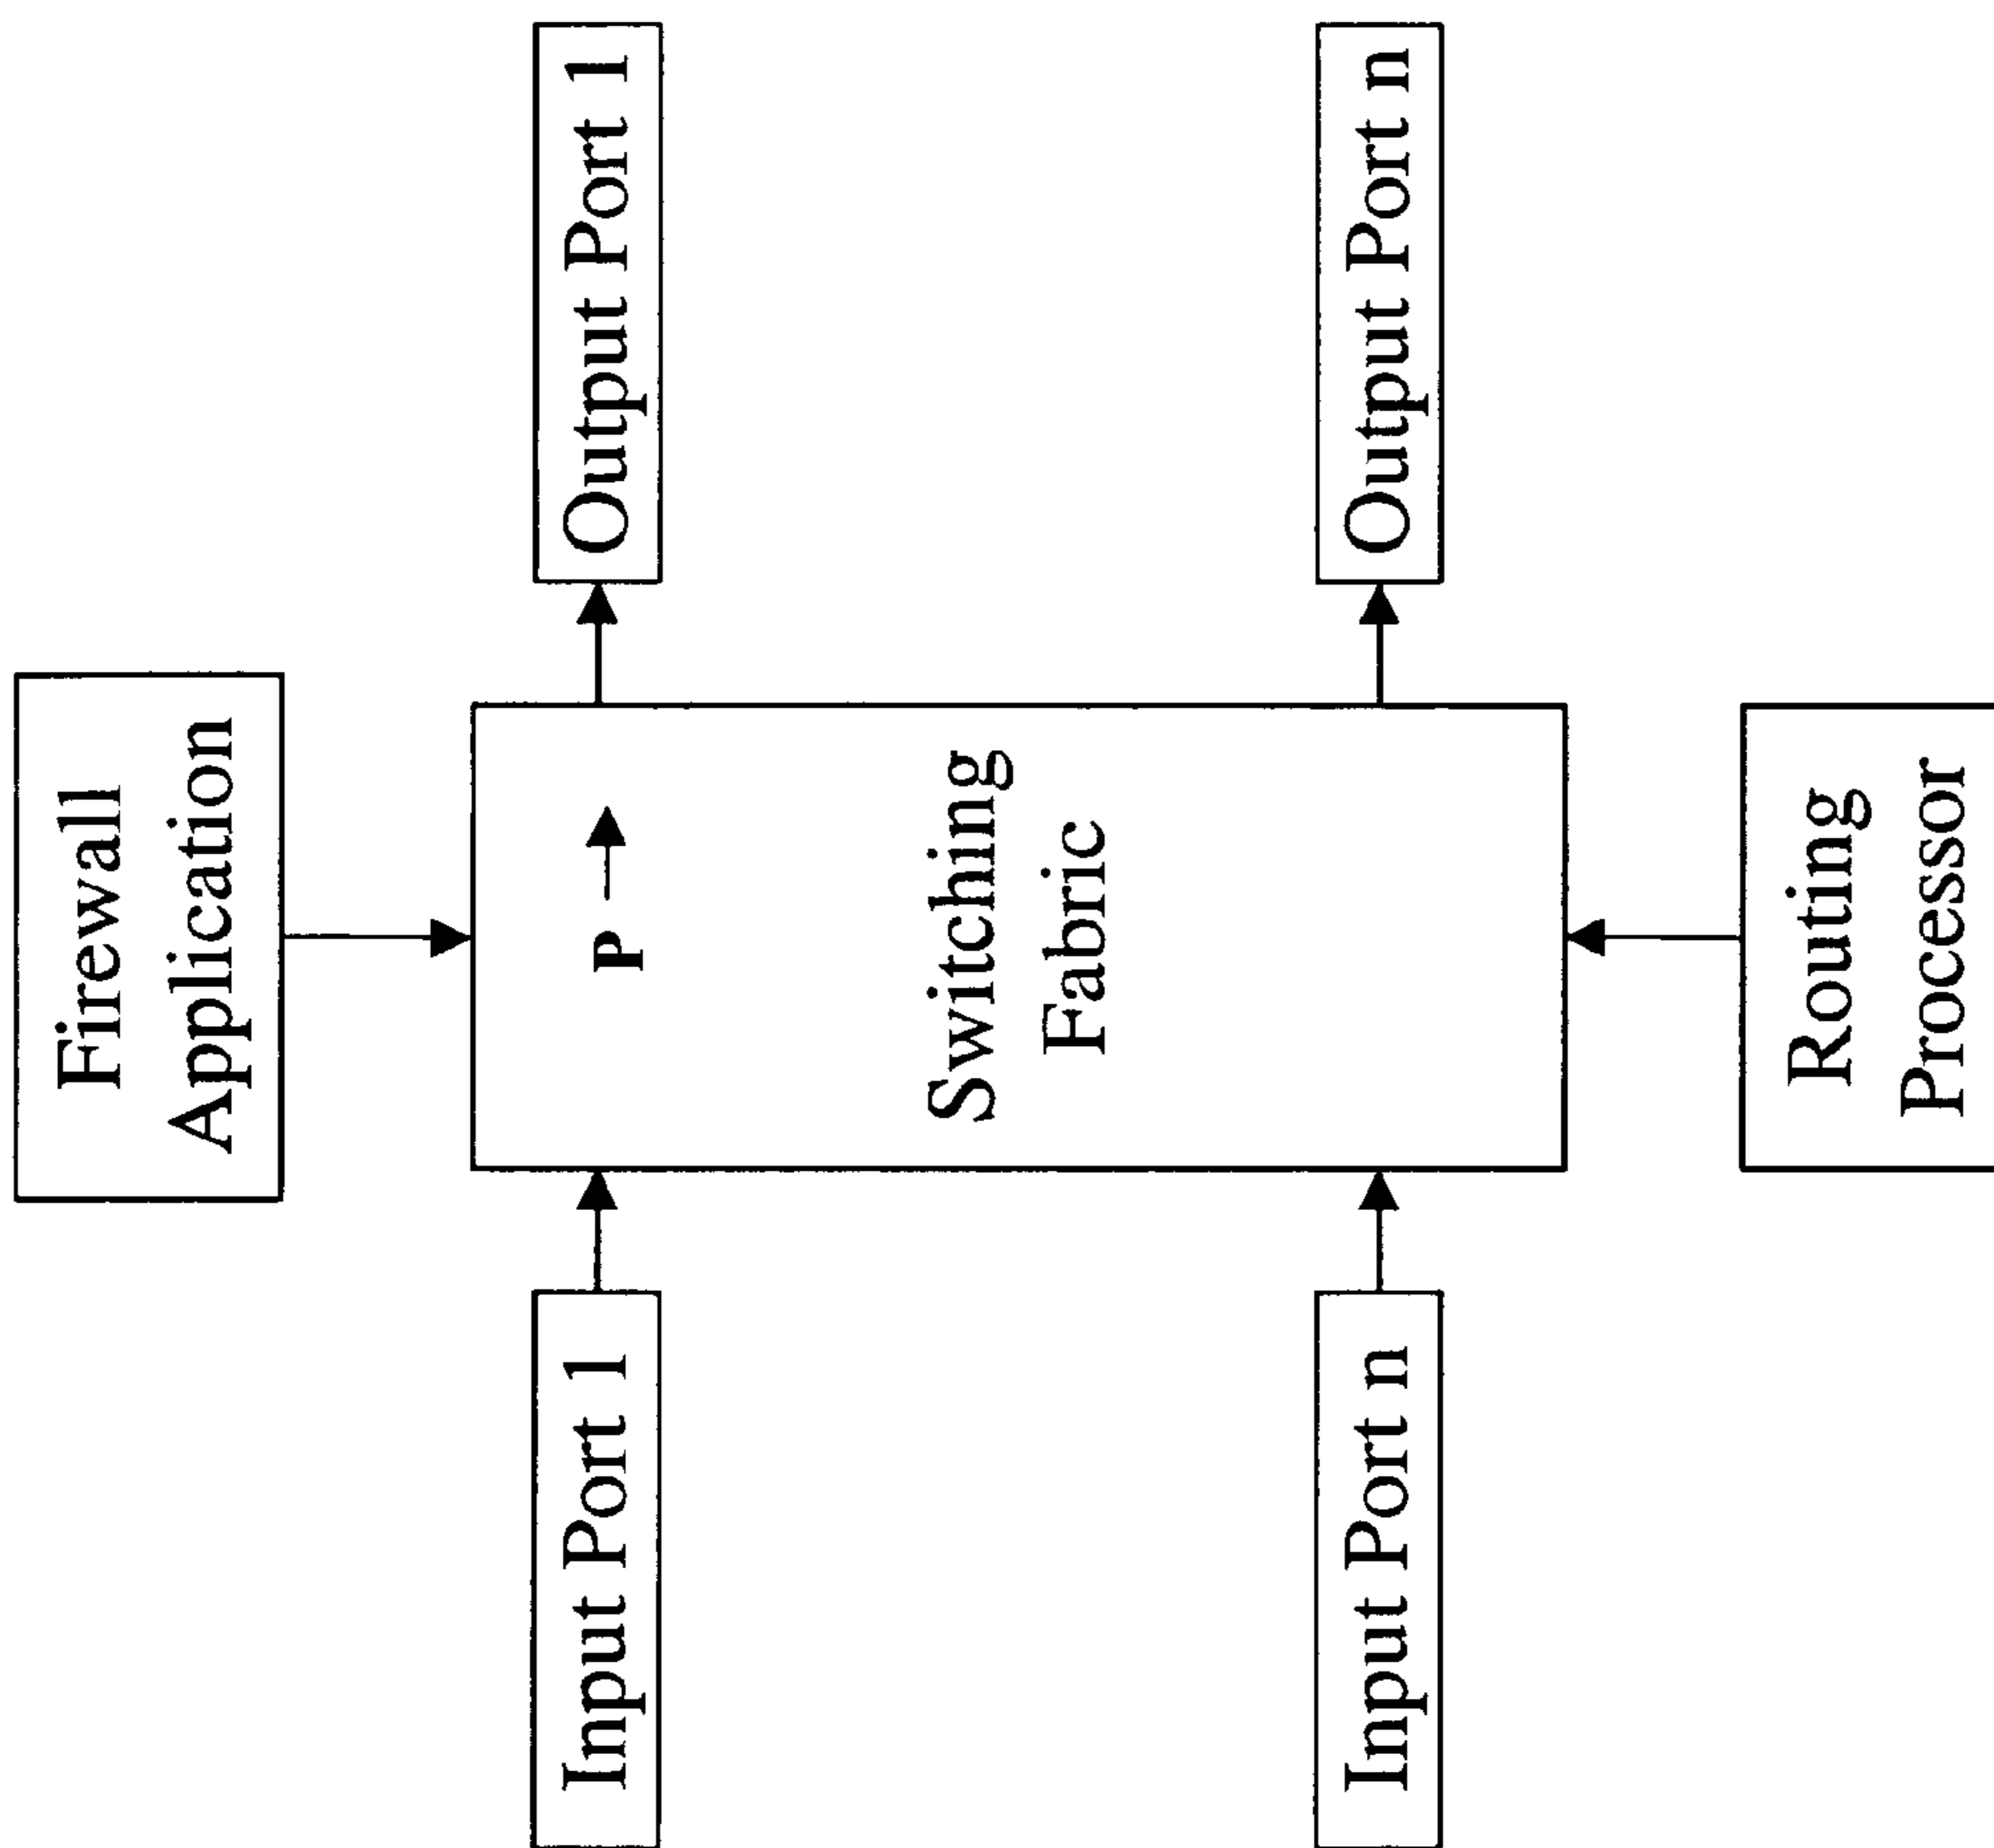 Firewall
Application
Input Port 1
P
Output Port 1
Switching
Fabric
Input Port n
Output Port n
Routing
Processor